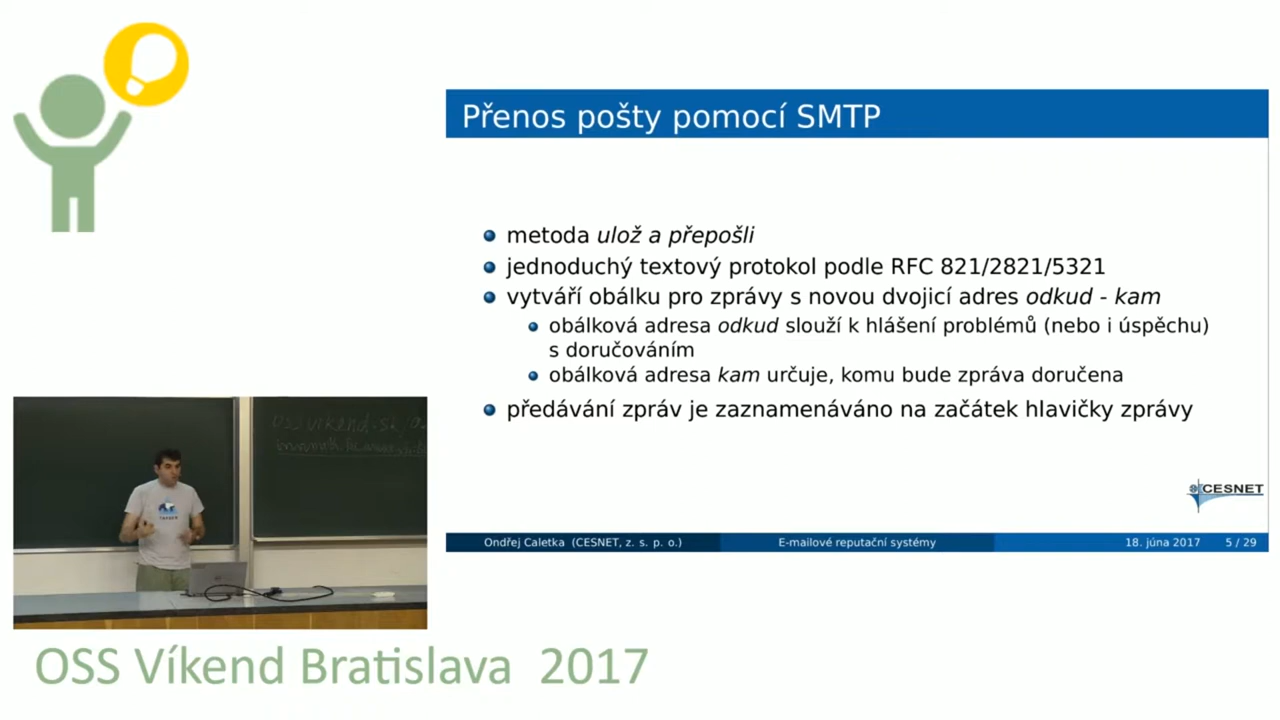 Přenos pošty pomocí SMTP
metoda ulož a přepošli
jednoduchý textový protokol podle RFC 821/2821/5321
vytváří obálku pro zprávy s novou dvojicí adres odkud - kam
obálková adresa odkud slouží k hlášení problémů (nebo i úspěchu)
s doručováním
obálková adresa kam určuje, komu bude zpráva doručena
předávání zpráv je zaznamenáváno na začátek hlavičky zprávy
CESNET
Ondřej Caletka (CESNET, z. s. p. o.) E-mailové reputační systémy 18. júna 2017 5 / 29
OSS víkend.sk
OSS Víkend Bratislava 2017